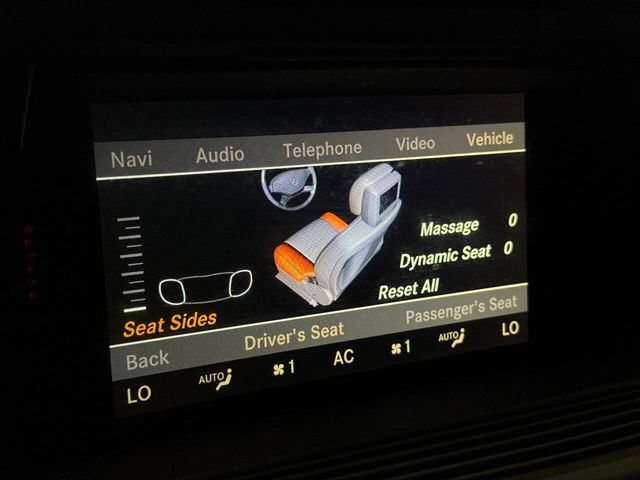 Navi Audio Telephone Video Vehicle
Massage 0
Dynamic Seat 0
Reset All
Seat Sides
Back Driver's Seat Passenger's Seat
LO AUTO 1 AC 1 AUTO LO